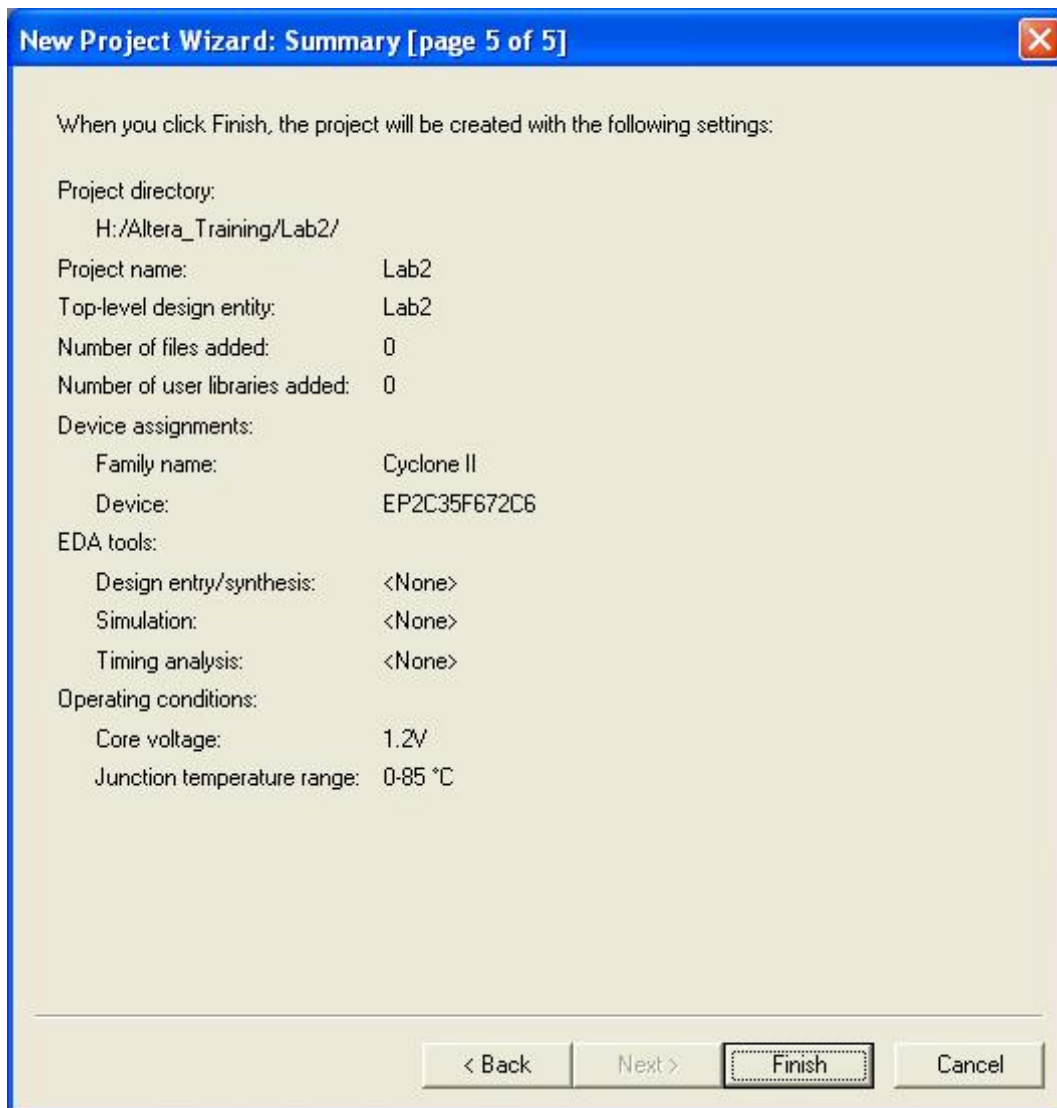 New Project Wizard: Summary [page 5 of 5]
When you click Finish, the project will be created with the following settings:
Project directory:
H:/Altera_Training/Lab2/
Project name: Lab2
Top-level design entity: Lab2
Number of files added: 0
Number of user libraries added: 0
Device assignments:
Family name: Cyclone II
Device: EP2C35F672C6
EDA tools:
Design entry/synthesis: <None>
Simulation: <None>
Timing analysis: <None>
Operating conditions:
Core voltage: 1.2V
Junction temperature range: 0-85 °C
< Back Next > Finish Cancel